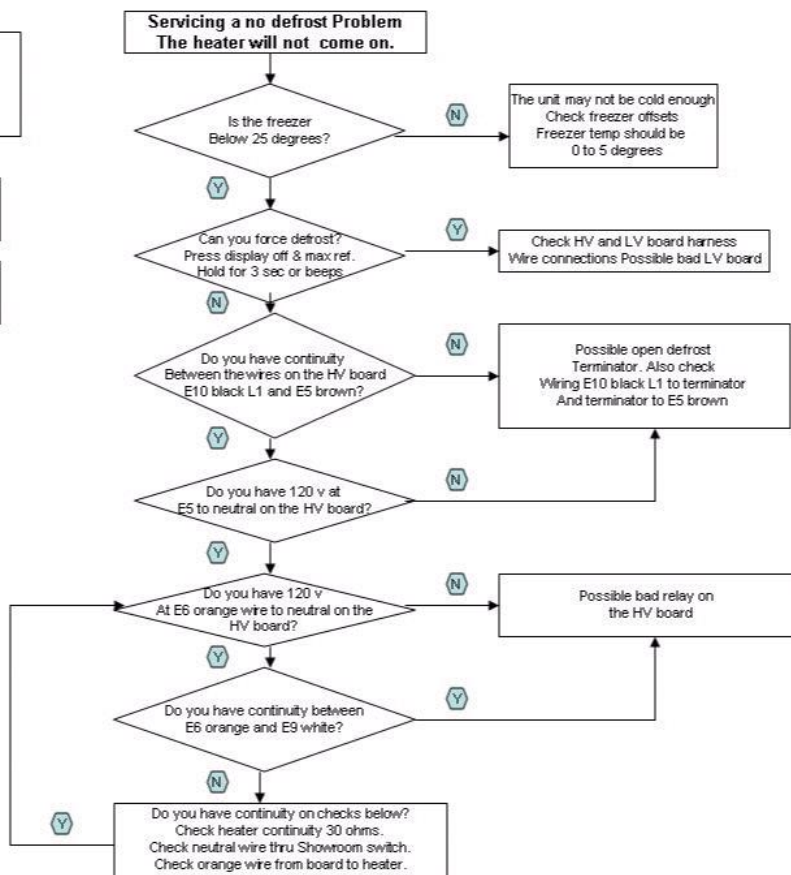 Servicing a no defrost Problem
The heater will not come on.
Is the freezer
Below 25 degrees?
N
The unit may not be cold enough
Check freezer offsets
Freezer temp should be
0 to 5 degrees
Y
Can you force defrost?
Press display off & max ref.
Hold for 3 sec or beeps
Y
Check HV and LV board harness
Wire connections Possible bad LV board
N
Do you have continuity
Between the wires on the HV board
E10 black L1 and E5 brown?
N
Possible open defrost
Terminator. Also check
Wiring E10 black L1 to terminator
And terminator to E5 brown
Y
Do you have 120 v at
E5 to neutral on the HV board?
N
Y
Do you have 120 v
At E6 orange wire to neutral on the
HV board?
N
Possible bad relay on
the HV board
Y
Do you have continuity between
E6 orange and E9 white?
Y
N
Do you have continuity on checks below?
Check heater continuity 30 ohms.
Check neutral wire thru Showroom switch.
Check orange wire from board to heater.
Y